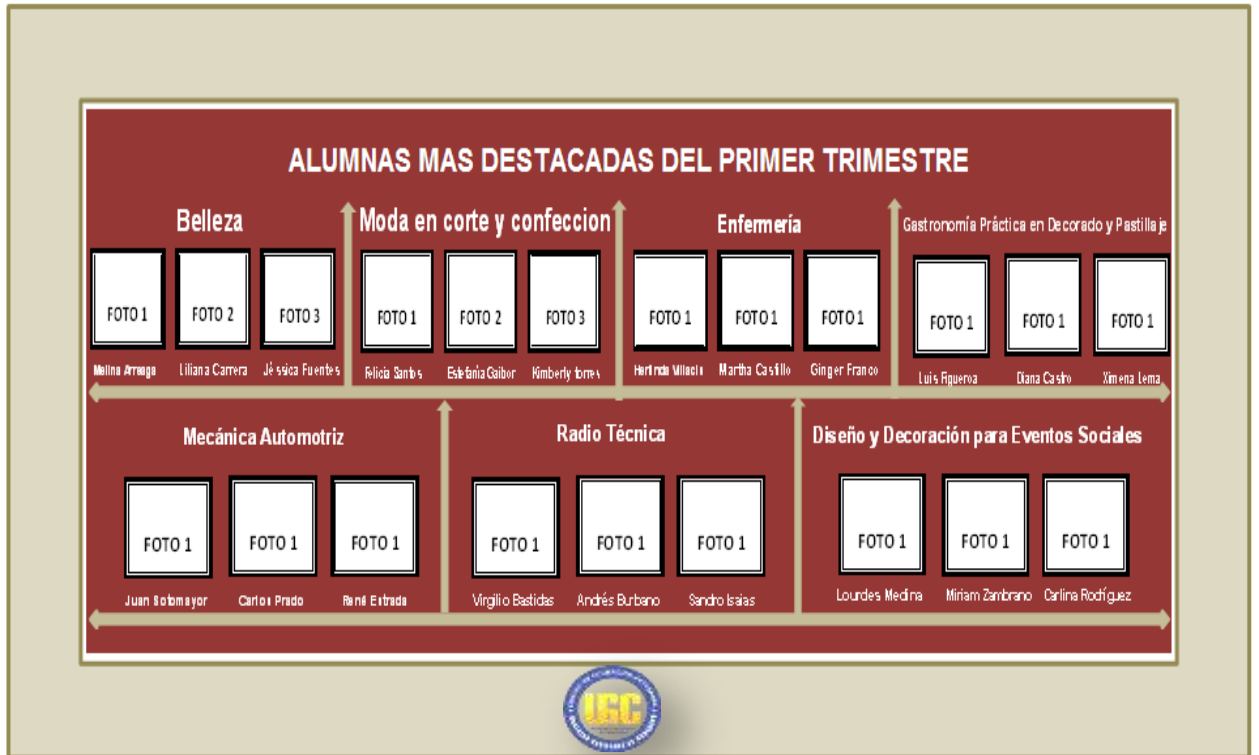 ALUMNAS MAS DESTACADAS DEL PRIMER TRIMESTRE
Belleza
FOTO 1 FOTO 2 FOTO 3
Melina Arreaga Liliana Carrera Jéssica Fuentes
Moda en corte y confeccion
FOTO 1 FOTO 2 FOTO 3
Felicia Santos Estefanía Gaibor Kimberly torres
Enfermería
FOTO 1 FOTO 1 FOTO 1
Martha Castillo Ginger Franco
Gastronomía Práctica en Decorado y Pastillaje
FOTO 1 FOTO 1 FOTO 1
Luis Figueroa Diana Castro Ximena Lema
Mecánica Automotriz
FOTO 1 FOTO 1 FOTO 1
Juan Sotomayor Carlos Prado René Estrada
Radio Técnica
FOTO 1 FOTO 1 FOTO 1
Virgilio Bastidas Andrés Burbano Sandro Isaias
Diseño y Decoración para Eventos Sociales
FOTO 1 FOTO 1 FOTO 1
Lourdes Medina Miriam Zambrano Carlina Rodríguez